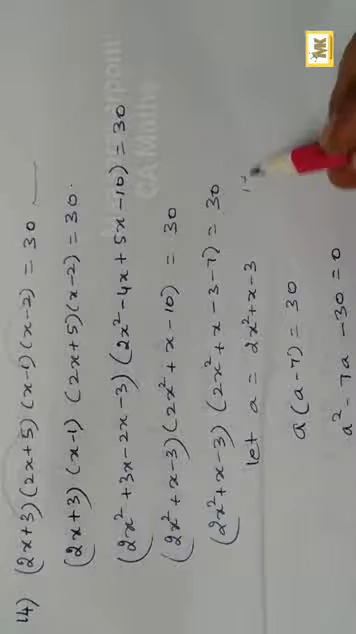 14) (2x+3)(2x+5)(x-1)(x-2) = 30
(2x+3)(x-1)(2x+5)(x-2) = 30.
(2x²+3x-2x-3)(2x²-4x+5x-10) = 30
(2x²+x-3)(2x²+x-10) = 30
(2x²+x-3)(2x²+x-3-7) = 30
let a = 2x²+x-3
a(a-7) = 30
a²-7a-30=0
MK